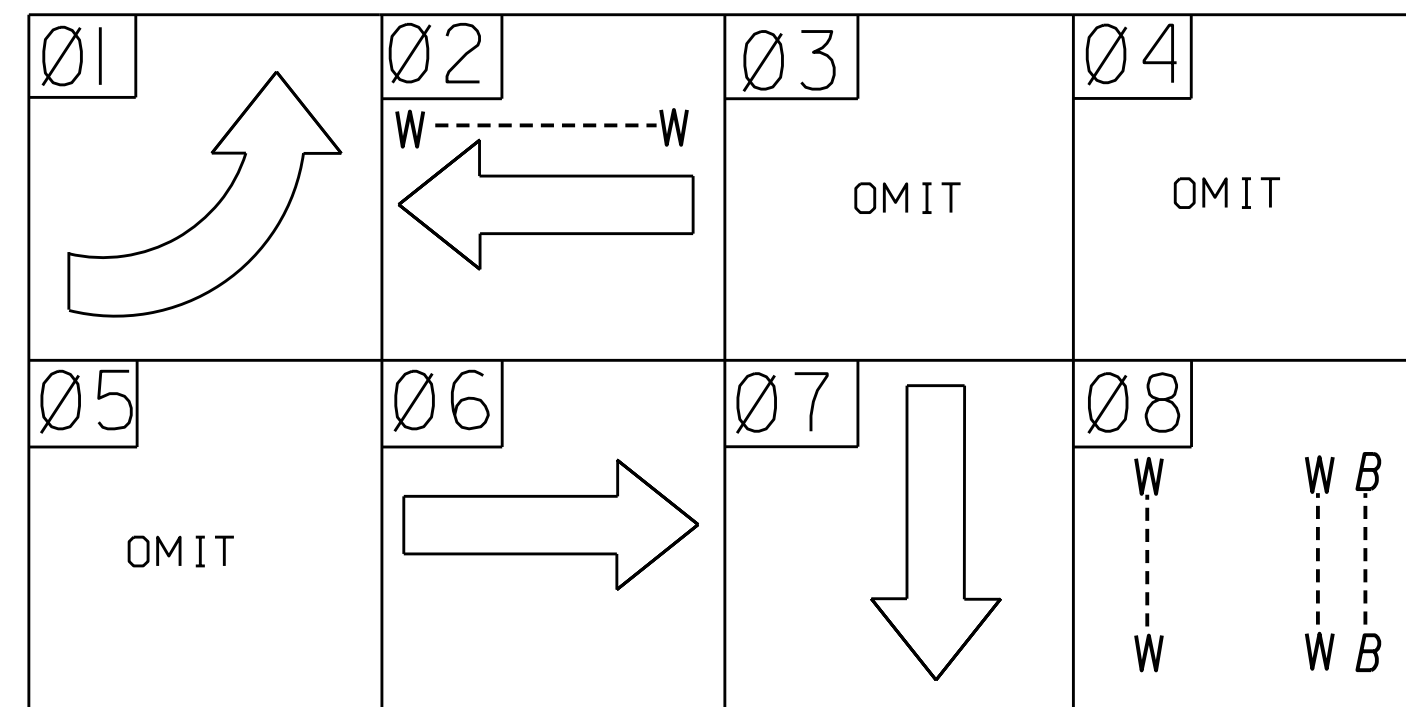 Ø1 Ø2 Ø3 Ø4
W W
OMIT OMIT
Ø5 Ø6 Ø7 Ø8
W W B
OMIT
W W B